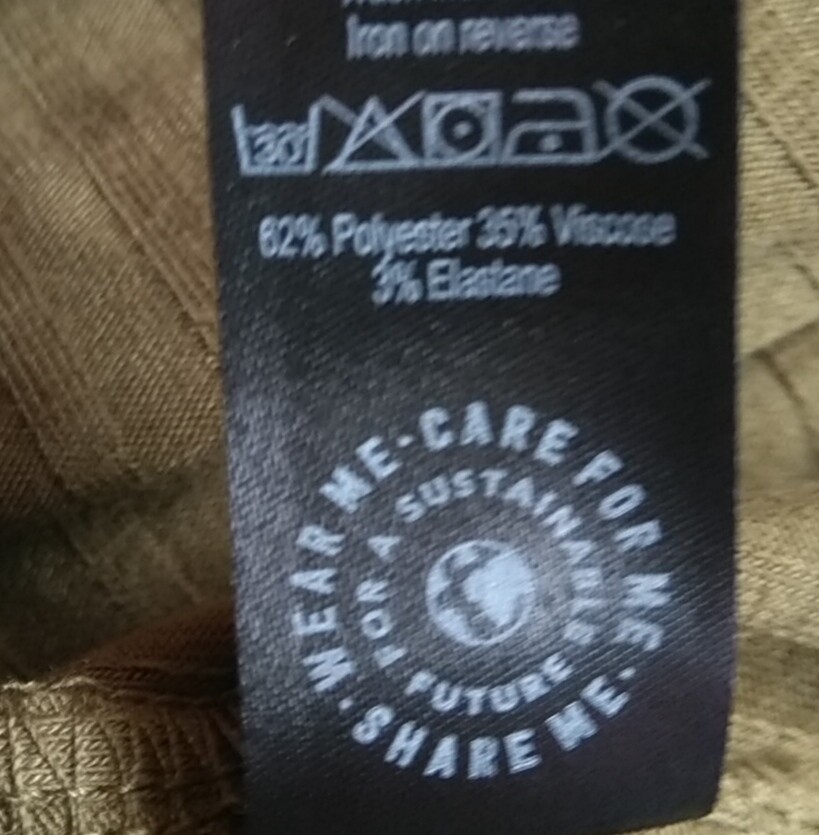 Iron on reverse
30
62% Polyester 35% Viscose
3% Elastane
WEAR ME · CARE FOR ME · SHARE ME ·
FOR A SUSTAINABLE FUTURE